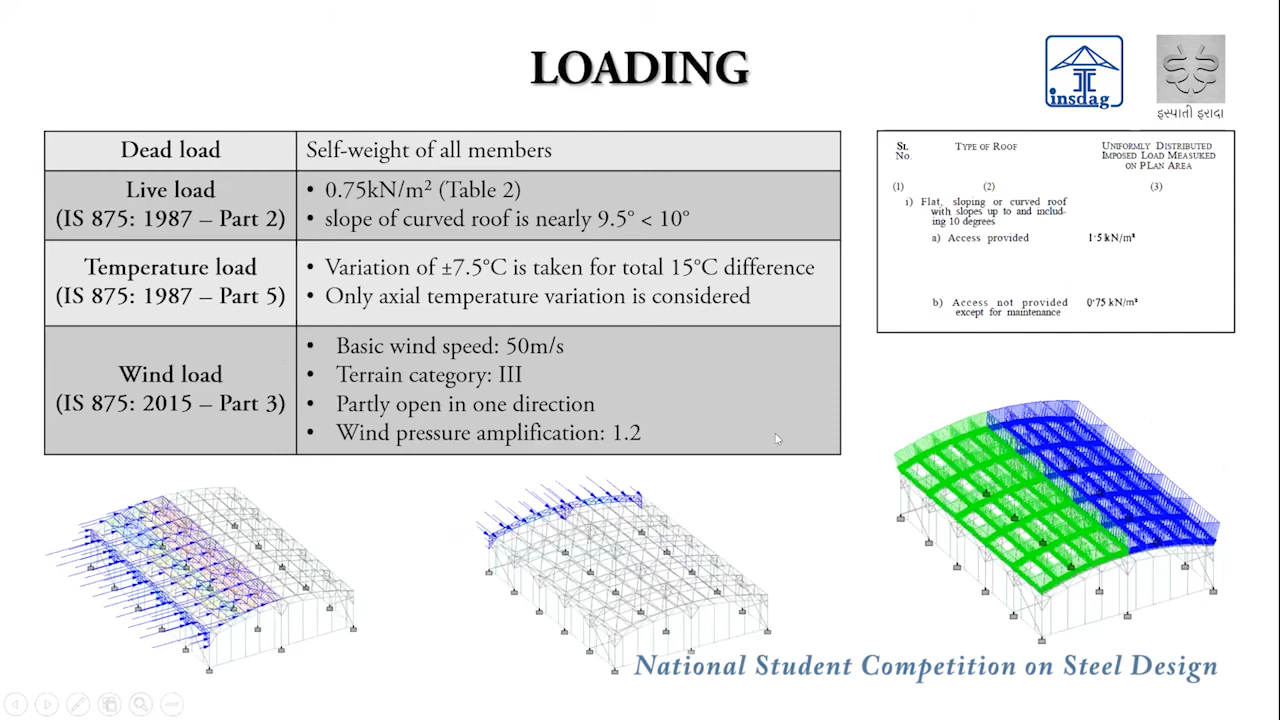 LOADING
insdag
इस्पाती इरादा
Dead load
Self-weight of all members
Live load
(IS 875: 1987 – Part 2)
• 0.75kN/m² (Table 2)
• slope of curved roof is nearly 9.5° < 10°
Temperature load
(IS 875: 1987 – Part 5)
• Variation of ±7.5°C is taken for total 15°C difference
• Only axial temperature variation is considered
Wind load
(IS 875: 2015 – Part 3)
• Basic wind speed: 50m/s
• Terrain category: III
• Partly open in one direction
• Wind pressure amplification: 1.2
SL
No.
TYPE OF ROOF
UNIFORMLY DISTRIBUTED
IMPOSED LOAD MEASUKED
ON PLAN AREA
(1)
(2)
(3)
i) Flat, sloping or curved roof
with slopes up to and includ-
ing 10 degrees
a) Access provided
1·5 kN/m²
b) Access not provided
except for maintenance
0·75 kN/m²
National Student Competition on Steel Design